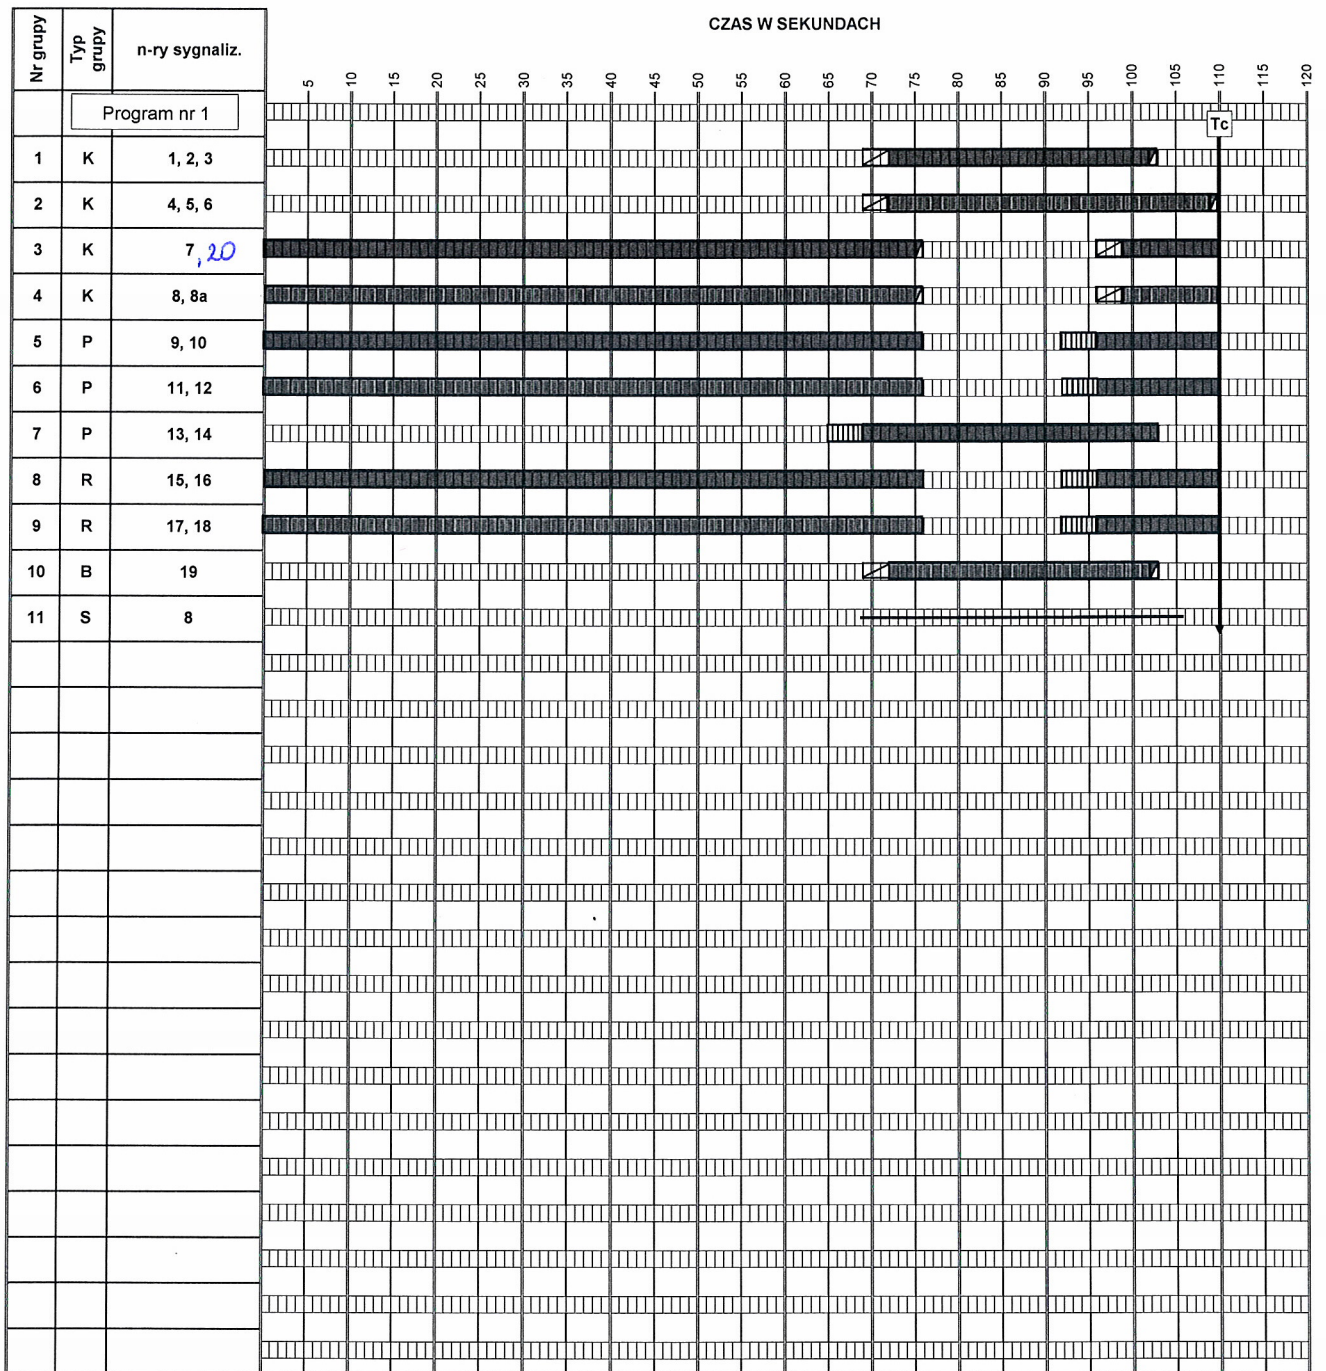 CZAS W SEKUNDACH
Nr grupy Typ grupy n-ry sygnaliz.
5 10 15 20 25 30 35 40 45 50 55 60 65 70 75 80 85 90 95 100 105 110 115 120
Program nr 1
Tc
1 K 1, 2, 3
2 K 4, 5, 6
3 K 7 , 20
4 K 8, 8a
5 P 9, 10
6 P 11, 12
7 P 13, 14
8 R 15, 16
9 R 17, 18
10 B 19
11 S 8